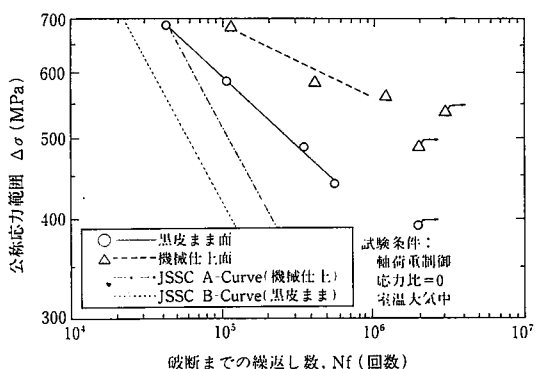 公称応力範囲 Δσ (MPa)
700
600
500
400
300
10⁴
10⁵
10⁶
10⁷
破断までの繰返し数, Nf (回数)
黒皮まま面
機械仕上面
JSSC A-Curve(機械仕上)
JSSC B-Curve(黒皮まま)
試験条件:
軸荷重制御
応力比=0
室温大気中